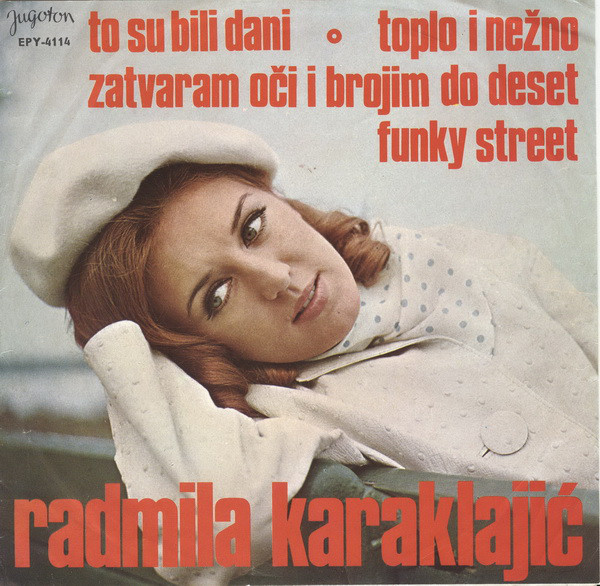 Jugoton
EPY-4114
to su bili dani o toplo i nežno
zatvaram oči i brojim do deset
funky street
radmila karaklajić